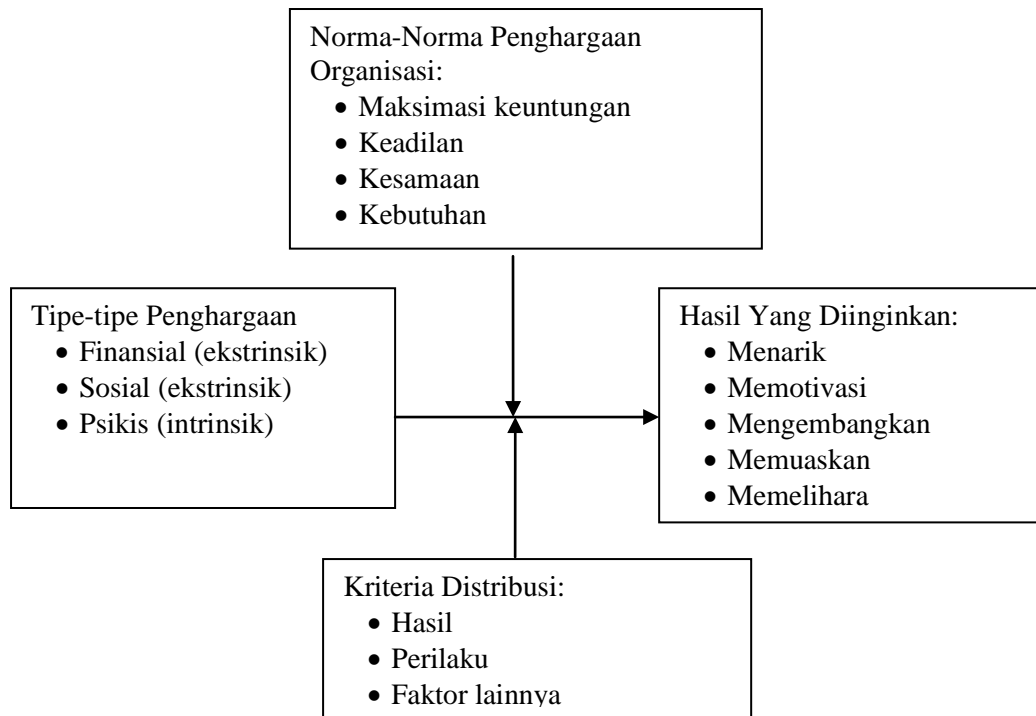 Norma-Norma Penghargaan
Organisasi:
• Maksimasi keuntungan
• Keadilan
• Kesamaan
• Kebutuhan
Tipe-tipe Penghargaan
• Finansial (ekstrinsik)
• Sosial (ekstrinsik)
• Psikis (intrinsik)
Hasil Yang Diinginkan:
• Menarik
• Memotivasi
• Mengembangkan
• Memuaskan
• Memelihara
Kriteria Distribusi:
• Hasil
• Perilaku
• Faktor lainnya